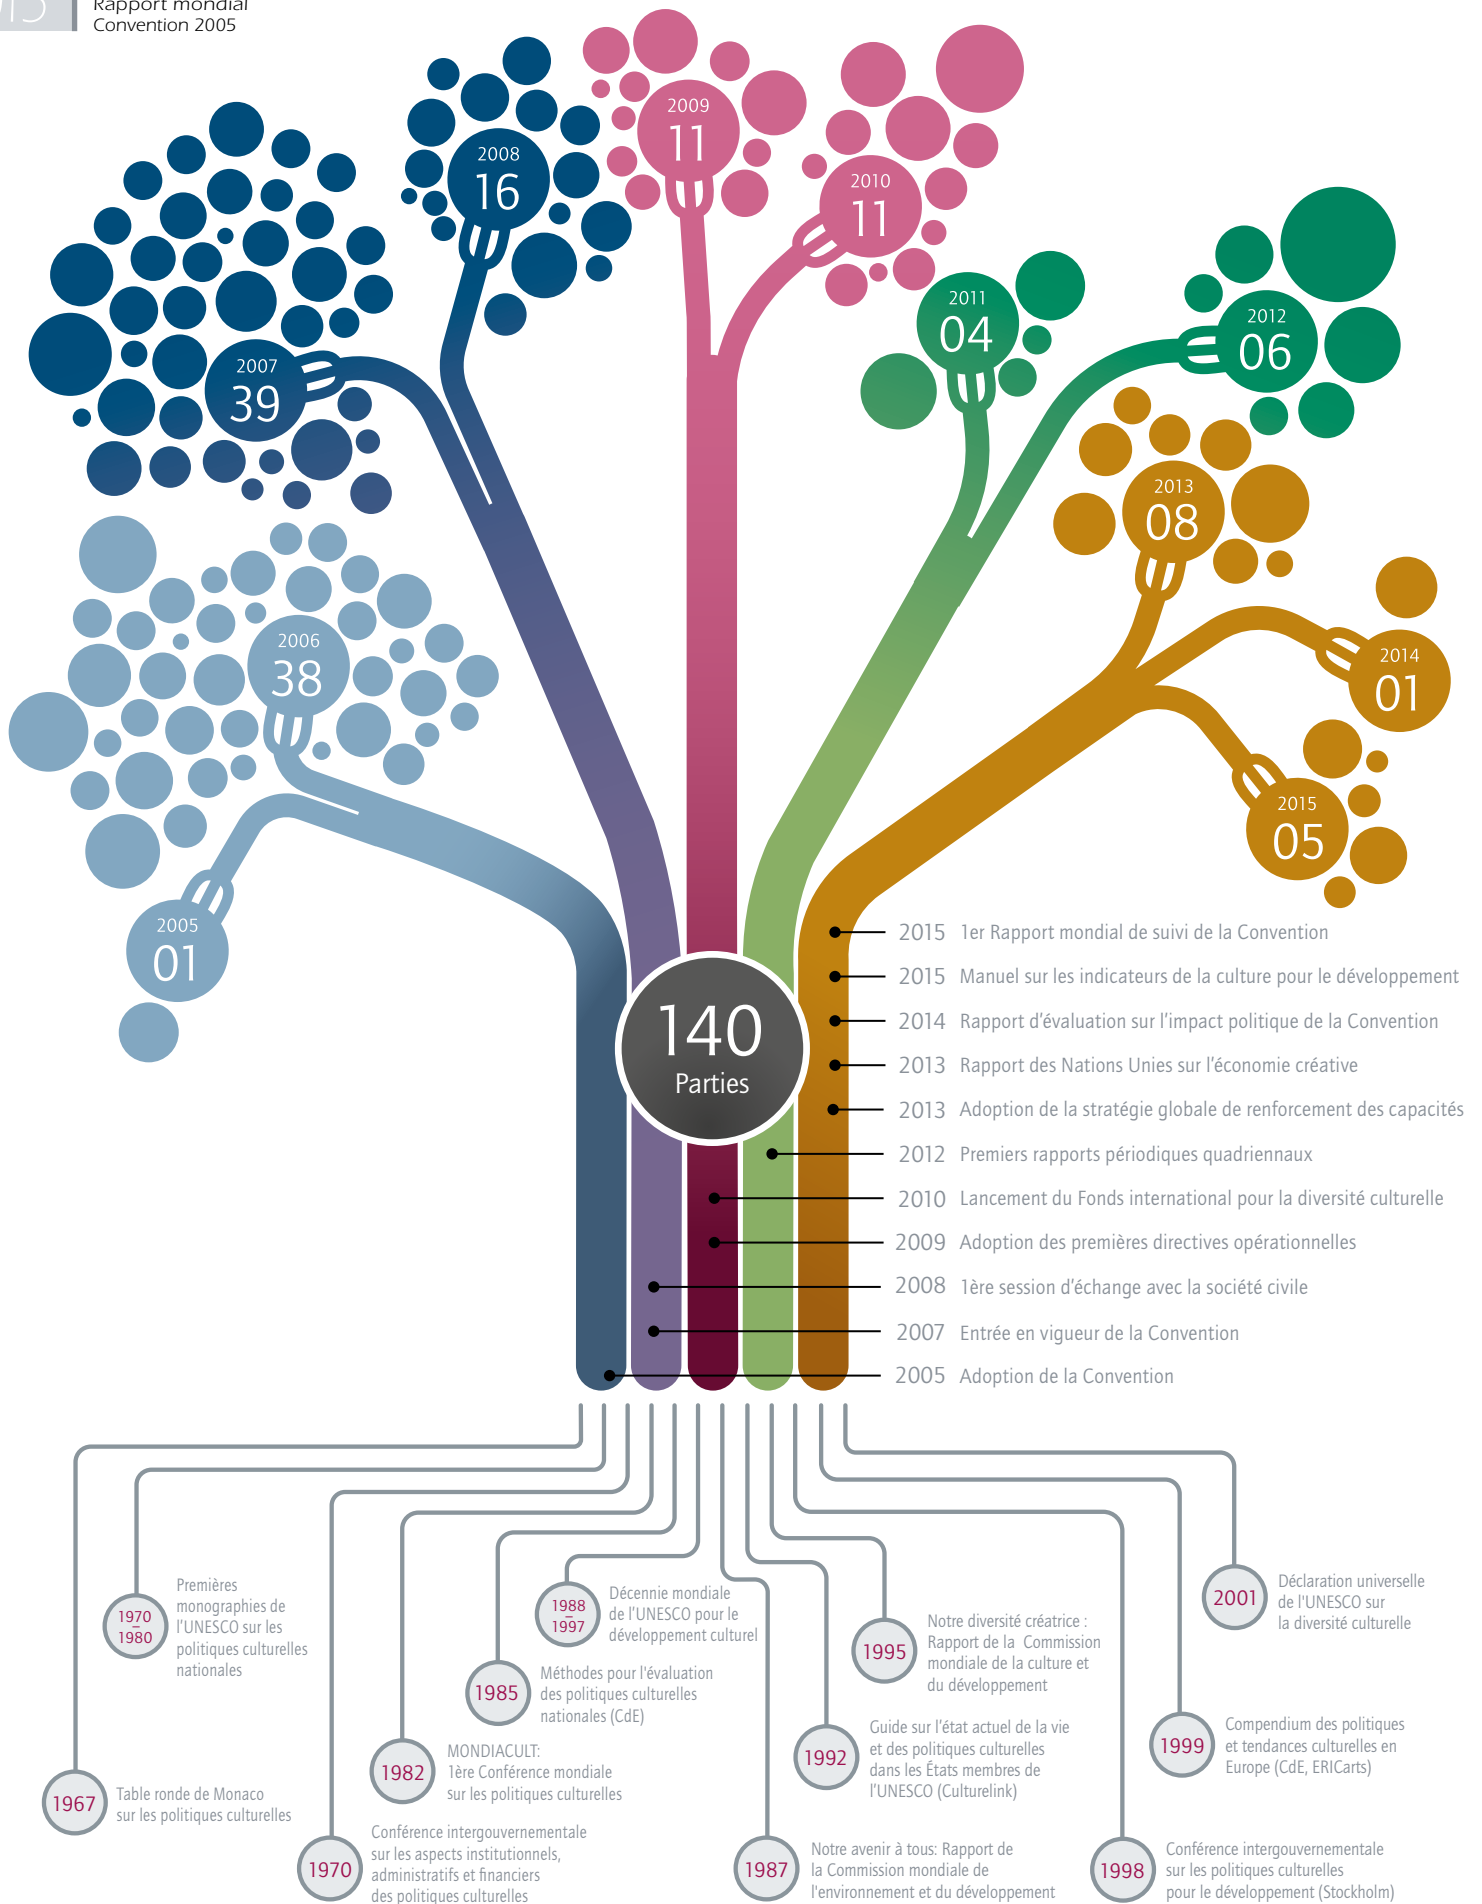 Rapport mondial
Convention 2005
2009
11
2008
16
2010
11
2011
04
2012
06
2007
39
2013
08
2006
38
2014
01
2015
05
2005
01
140
Parties
2015 1er Rapport mondial de suivi de la Convention
2015 Manuel sur les indicateurs de la culture pour le développement
2014 Rapport d’évaluation sur l’impact politique de la Convention
2013 Rapport des Nations Unies sur l’économie créative
2013 Adoption de la stratégie globale de renforcement des capacités
2012 Premiers rapports périodiques quadriennaux
2010 Lancement du Fonds international pour la diversité culturelle
2009 Adoption des premières directives opérationnelles
2008 1ère session d’échange avec la société civile
2007 Entrée en vigueur de la Convention
2005 Adoption de la Convention
1970
–
1980
Premières
monographies de
l’UNESCO sur les
politiques culturelles
nationales
1988
–
1997
Décennie mondiale
de l’UNESCO pour le
développement culturel
2001
Déclaration universelle
de l'UNESCO sur
la diversité culturelle
1995
Notre diversité créatrice :
Rapport de la Commission
mondiale de la culture et
du développement
1985
Méthodes pour l'évaluation
des politiques culturelles
nationales (CdE)
1992
Guide sur l’état actuel de la vie
et des politiques culturelles
dans les États membres de
l’UNESCO (Culturelink)
1999
Compendium des politiques
et tendances culturelles en
Europe (CdE, ERICarts)
1982
MONDIACULT:
1ère Conférence mondiale
sur les politiques culturelles
1967
Table ronde de Monaco
sur les politiques culturelles
1970
Conférence intergouvernementale
sur les aspects institutionnels,
administratifs et financiers
des politiques culturelles
1987
Notre avenir à tous: Rapport de
la Commission mondiale de
l'environnement et du développement
1998
Conférence intergouvernementale
sur les politiques culturelles
pour le développement (Stockholm)